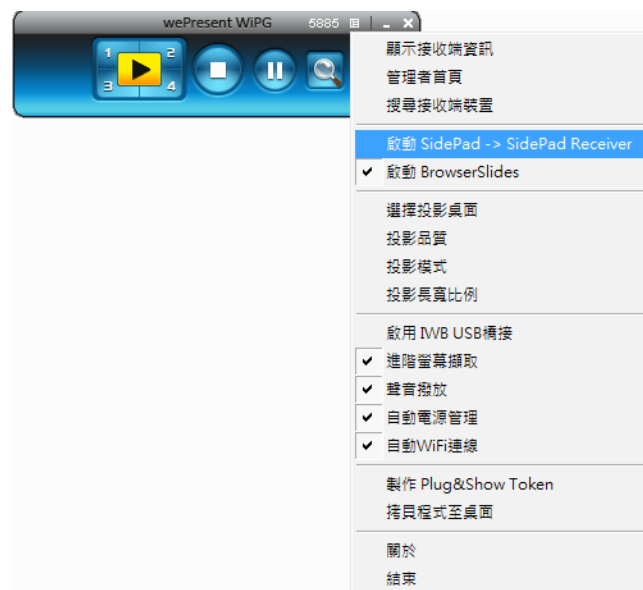 wePresent WiPG 5885
1 2
3 4
顯示接收端資訊
管理者首頁
搜尋接收端裝置
啟動 SidePad -> SidePad Receiver
啟動 BrowserSlides
選擇投影桌面
投影品質
投影模式
投影長寬比例
啟用 IWB USB橋接
進階螢幕擷取
聲音撥放
自動電源管理
自動WiFi連線
製作 Plug&Show Token
拷貝程式至桌面
關於
結束